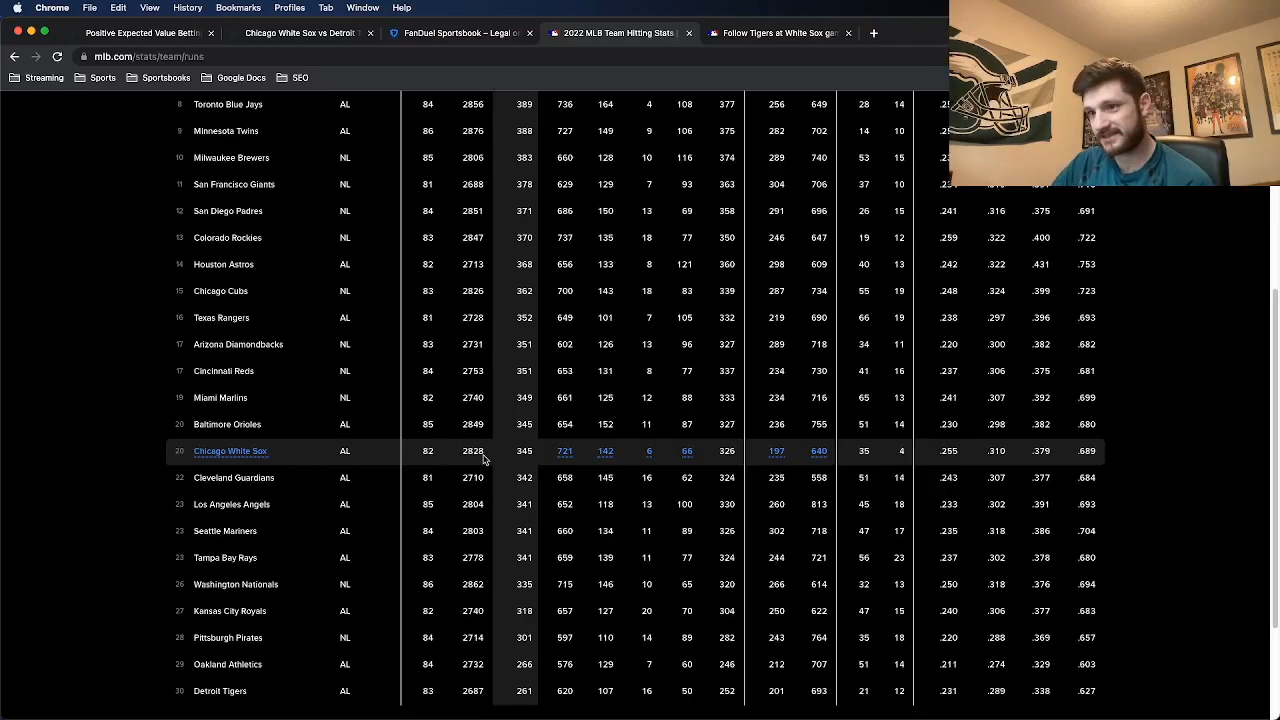 Chrome File Edit View History Bookmarks Profiles Tab Window Help
Positive Expected Value Bettin Chicago White Sox vs Detroit T FanDuel Sportsbook - Legal o 2022 MLB Team Hitting Stats | Follow Tigers at White Sox gam
mlb.com/stats/team/runs
Streaming Sports Sportsbooks Google Docs SEO
8 Toronto Blue Jays AL 84 2856 389 736 164 4 108 377 256 649 28 14
9 Minnesota Twins AL 86 2876 388 727 149 9 106 375 282 702 14 10
10 Milwaukee Brewers NL 85 2806 383 660 128 10 116 374 289 740 53 15
11 San Francisco Giants NL 81 2688 378 629 129 7 93 363 304 706 37 10
12 San Diego Padres NL 84 2851 371 686 150 13 69 358 291 696 26 15 .241 .316 .375 .691
13 Colorado Rockies NL 83 2847 370 737 135 18 77 350 246 647 19 12 .259 .322 .400 .722
14 Houston Astros AL 82 2713 368 656 133 8 121 360 298 609 40 13 .242 .322 .431 .753
15 Chicago Cubs NL 83 2826 362 700 143 18 83 339 287 734 55 19 .248 .324 .399 .723
16 Texas Rangers AL 81 2728 352 649 101 7 105 332 219 690 66 19 .238 .297 .396 .693
17 Arizona Diamondbacks NL 83 2731 351 602 126 13 96 327 289 718 34 11 .220 .300 .382 .682
17 Cincinnati Reds NL 84 2753 351 653 131 8 77 337 234 730 41 16 .237 .306 .375 .681
19 Miami Marlins NL 82 2740 349 661 125 12 88 333 234 716 65 13 .241 .307 .392 .699
20 Baltimore Orioles AL 85 2849 345 654 152 11 87 327 236 755 51 14 .230 .298 .382 .680
20 Chicago White Sox AL 82 2828 345 721 142 6 66 326 197 640 35 4 .255 .310 .379 .689
22 Cleveland Guardians AL 81 2710 342 658 145 16 62 324 235 558 51 14 .243 .307 .377 .684
23 Los Angeles Angels AL 85 2804 341 652 118 13 100 330 260 813 45 18 .233 .302 .391 .693
23 Seattle Mariners AL 84 2803 341 660 134 11 89 326 302 718 47 17 .235 .318 .386 .704
23 Tampa Bay Rays AL 83 2778 341 659 139 11 77 324 244 721 56 23 .237 .302 .378 .680
26 Washington Nationals NL 86 2862 335 715 146 10 65 320 266 614 32 13 .250 .318 .376 .694
27 Kansas City Royals AL 82 2740 318 657 127 20 70 304 250 622 47 15 .240 .306 .377 .683
28 Pittsburgh Pirates NL 84 2714 301 597 110 14 89 282 243 764 35 18 .220 .288 .369 .657
29 Oakland Athletics AL 84 2732 266 576 129 7 60 246 212 707 51 14 .211 .274 .329 .603
30 Detroit Tigers AL 83 2687 261 620 107 16 50 252 201 693 21 12 .231 .289 .338 .627